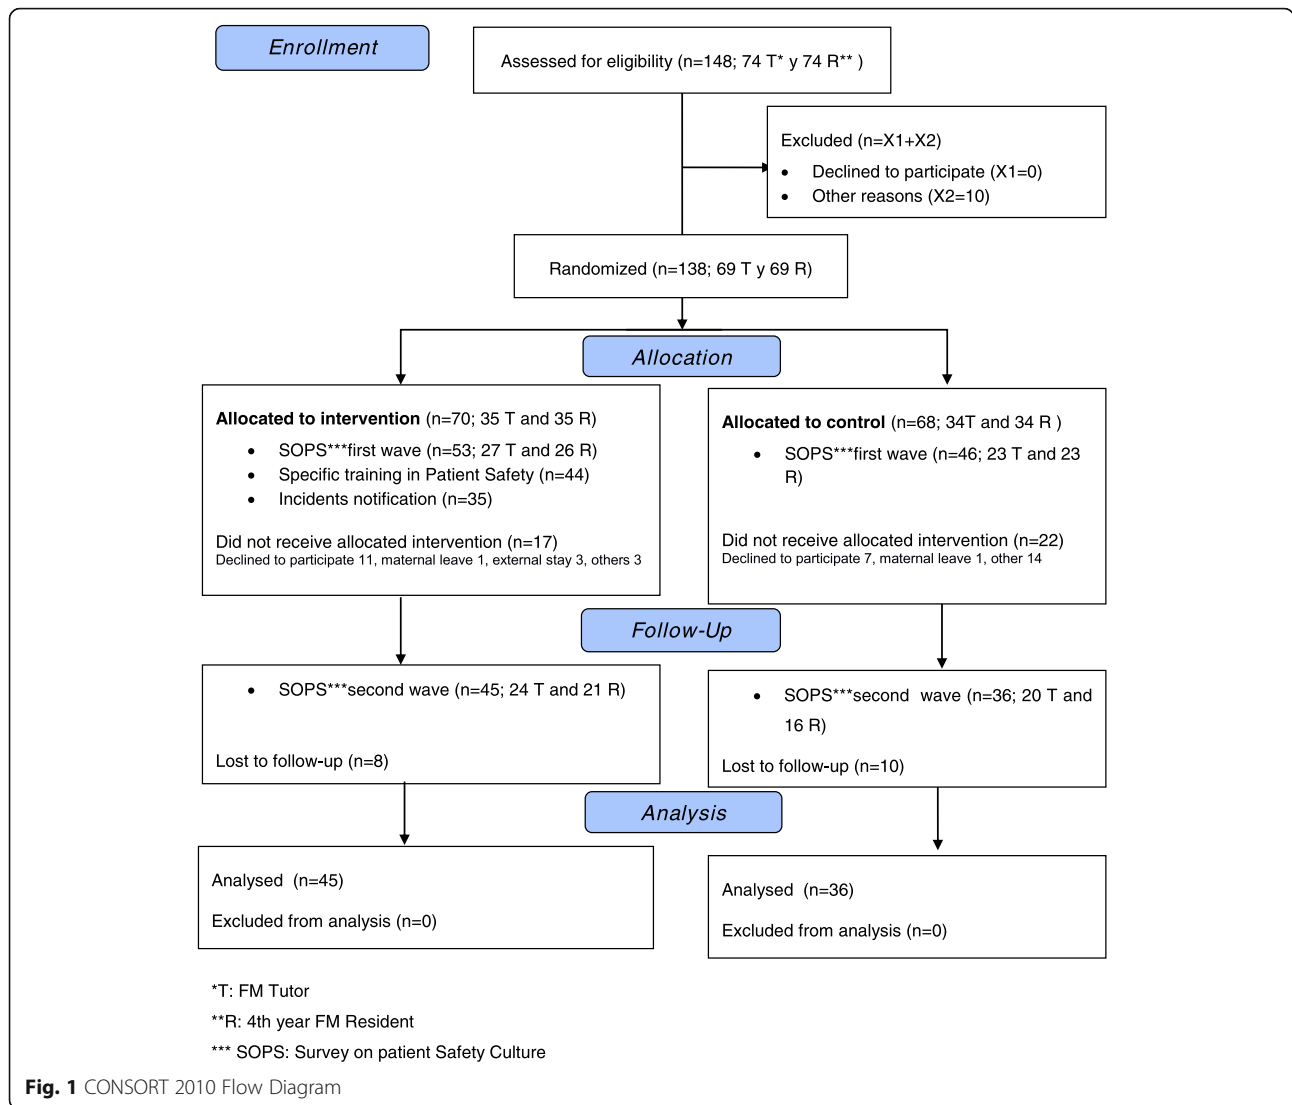 Enrollment
Assessed for eligibility (n=148; 74 T* y 74 R** )
Excluded (n=X1+X2)
• Declined to participate (X1=0)
• Other reasons (X2=10)
Randomized (n=138; 69 T y 69 R)
Allocation
Allocated to intervention (n=70; 35 T and 35 R)
• SOPS***first wave (n=53; 27 T and 26 R)
• Specific training in Patient Safety (n=44)
• Incidents notification (n=35)
Did not receive allocated intervention (n=17)
Declined to participate 11, maternal leave 1, external stay 3, others 3
Allocated to control (n=68; 34T and 34 R )
• SOPS***first wave (n=46; 23 T and 23
R)
Did not receive allocated intervention (n=22)
Declined to participate 7, maternal leave 1, other 14
Follow-Up
• SOPS***second wave (n=45; 24 T and 21 R)
Lost to follow-up (n=8)
• SOPS***second wave (n=36; 20 T and
16 R)
Lost to follow-up (n=10)
Analysis
Analysed (n=45)
Excluded from analysis (n=0)
Analysed (n=36)
Excluded from analysis (n=0)
*T: FM Tutor
**R: 4th year FM Resident
*** SOPS: Survey on patient Safety Culture
Fig. 1 CONSORT 2010 Flow Diagram